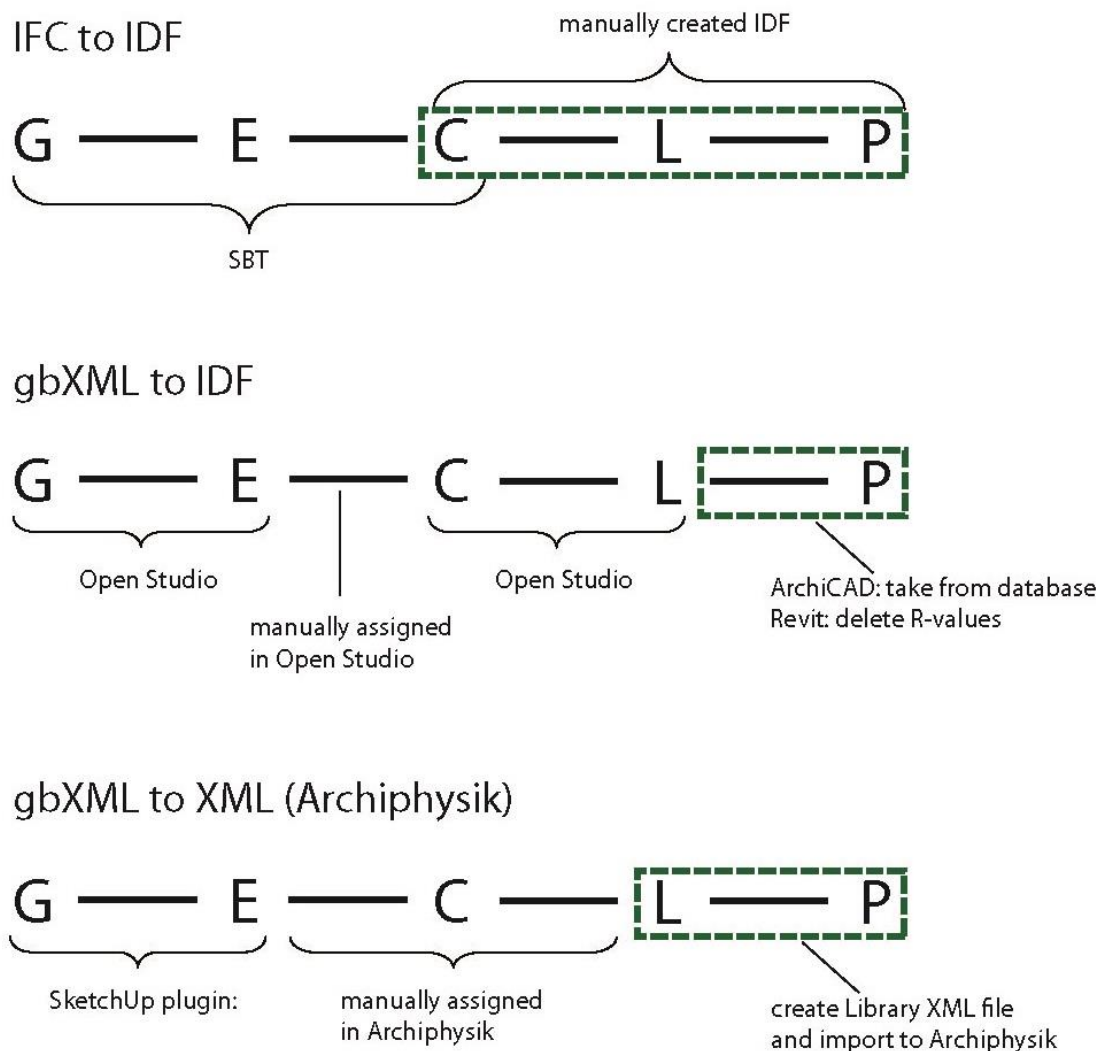 IFC to IDF
manually created IDF
G E C L P
SBT
gbXML to IDF
G E C L P
Open Studio
manually assigned
in Open Studio
Open Studio
ArchiCAD: take from database
Revit: delete R-values
gbXML to XML (Archiphysik)
G E C L P
SketchUp plugin:
manually assigned
in Archiphysik
create Library XML file
and import to Archiphysik